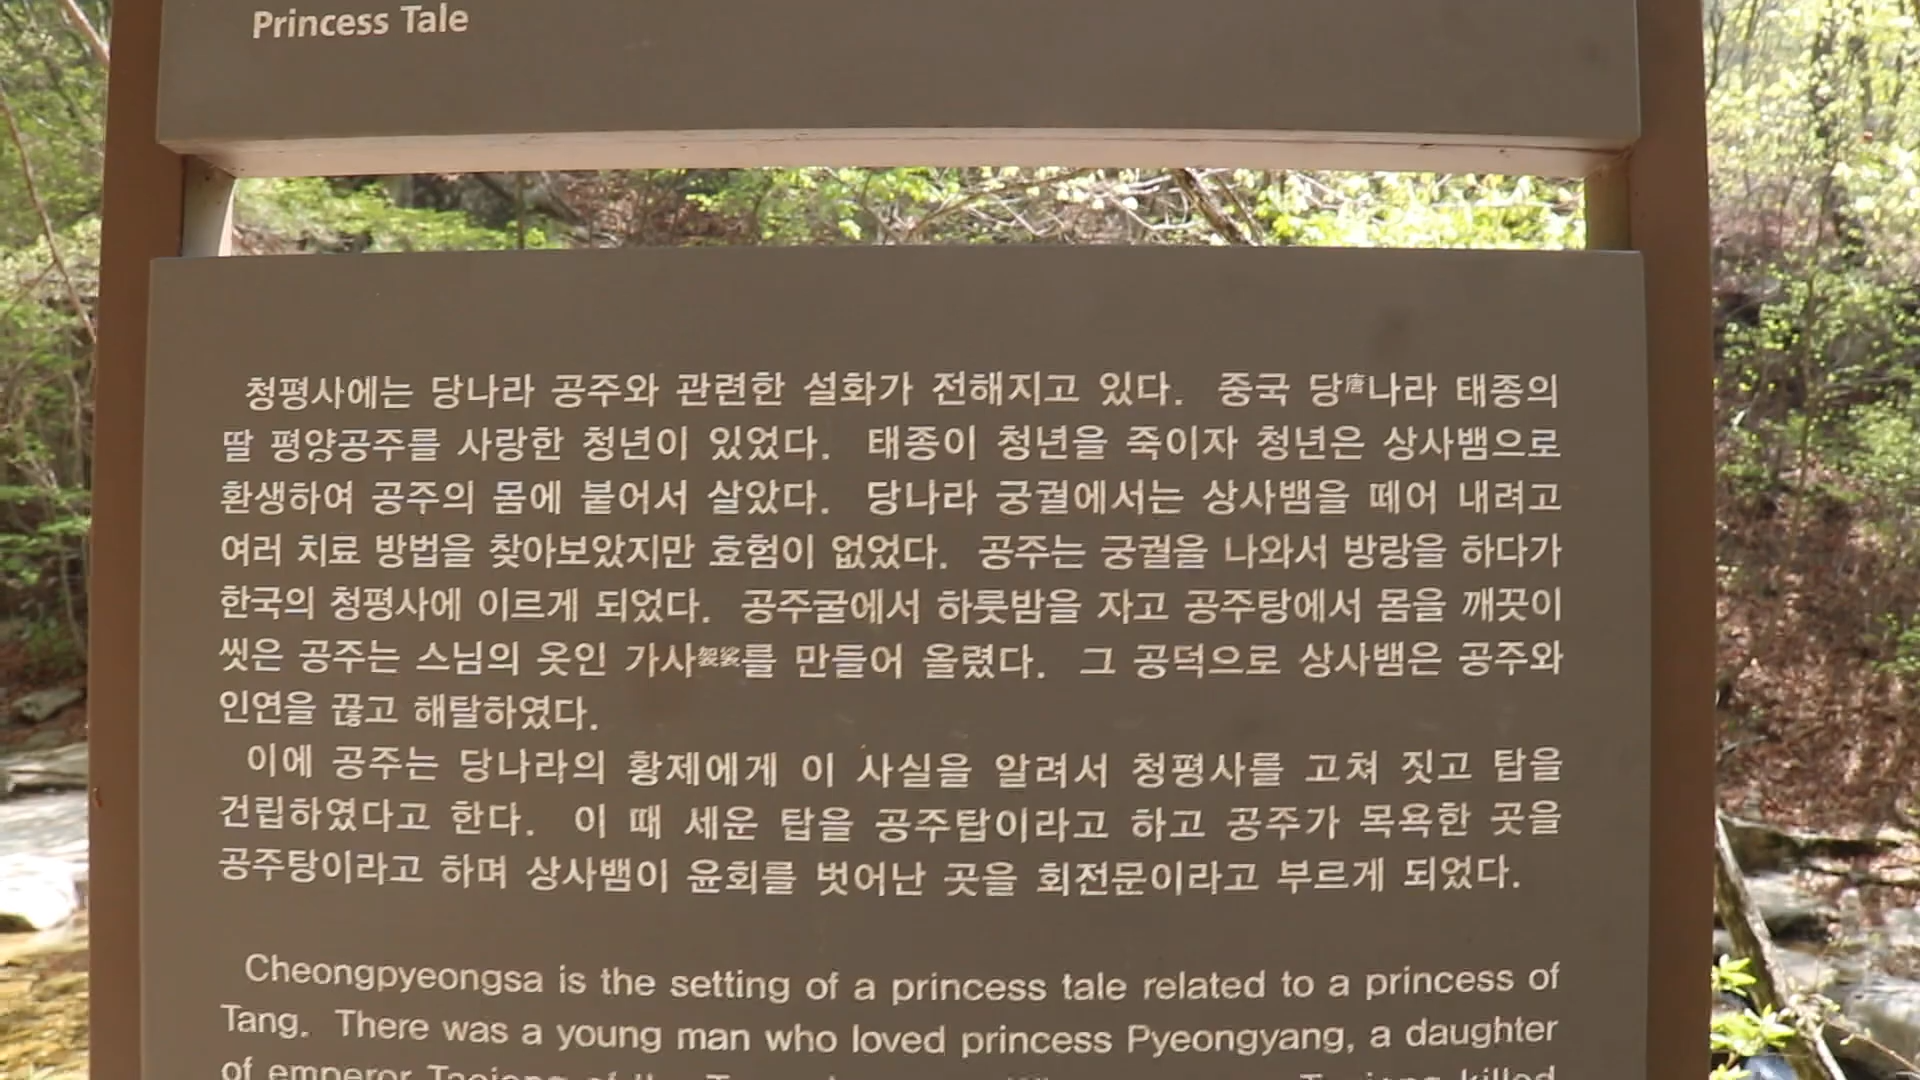 Princess Tale
청평사에는 당나라 공주와 관련한 설화가 전해지고 있다. 중국 당唐나라 태종의
딸 평양공주를 사랑한 청년이 있었다. 태종이 청년을 죽이자 청년은 상사뱀으로
환생하여 공주의 몸에 붙어서 살았다. 당나라 궁궐에서는 상사뱀을 떼어 내려고
여러 치료 방법을 찾아보았지만 효험이 없었다. 공주는 궁궐을 나와서 방랑을 하다가
한국의 청평사에 이르게 되었다. 공주굴에서 하룻밤을 자고 공주탕에서 몸을 깨끗이
씻은 공주는 스님의 옷인 가사袈裟를 만들어 올렸다. 그 공덕으로 상사뱀은 공주와
인연을 끊고 해탈하였다.
이에 공주는 당나라의 황제에게 이 사실을 알려서 청평사를 고쳐 짓고 탑을
건립하였다고 한다. 이 때 세운 탑을 공주탑이라고 하고 공주가 목욕한 곳을
공주탕이라고 하며 상사뱀이 윤회를 벗어난 곳을 회전문이라고 부르게 되었다.
Cheongpyeongsa is the setting of a princess tale related to a princess of
Tang. There was a young man who loved princess Pyeongyang, a daughter
of emperor Taejong of the killed